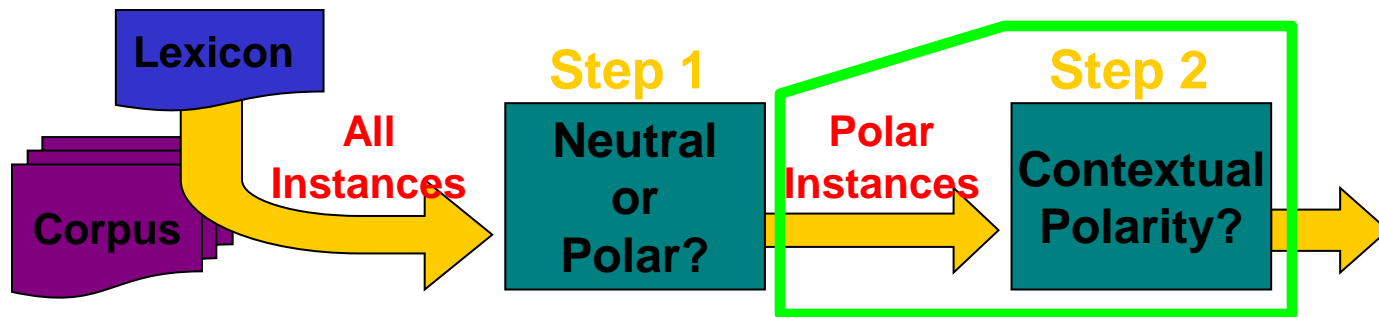 Lexicon
Corpus
All
Instances
Step 1
Neutral
or
Polar?
Polar
Instances
Step 2
Contextual
Polarity?